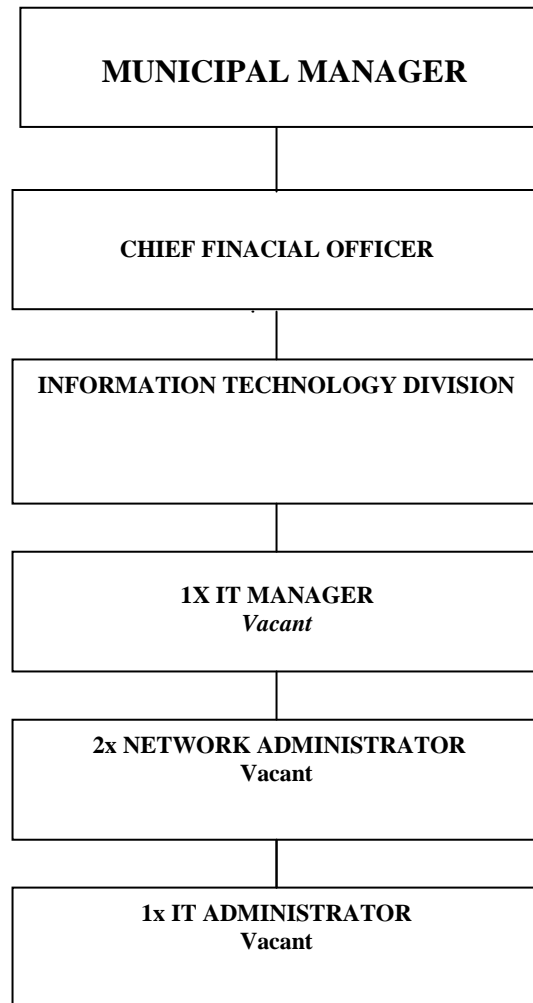 MUNICIPAL MANAGER
CHIEF FINACIAL OFFICER
INFORMATION TECHNOLOGY DIVISION
1X IT MANAGER
Vacant
2x NETWORK ADMINISTRATOR
Vacant
1x IT ADMINISTRATOR
Vacant